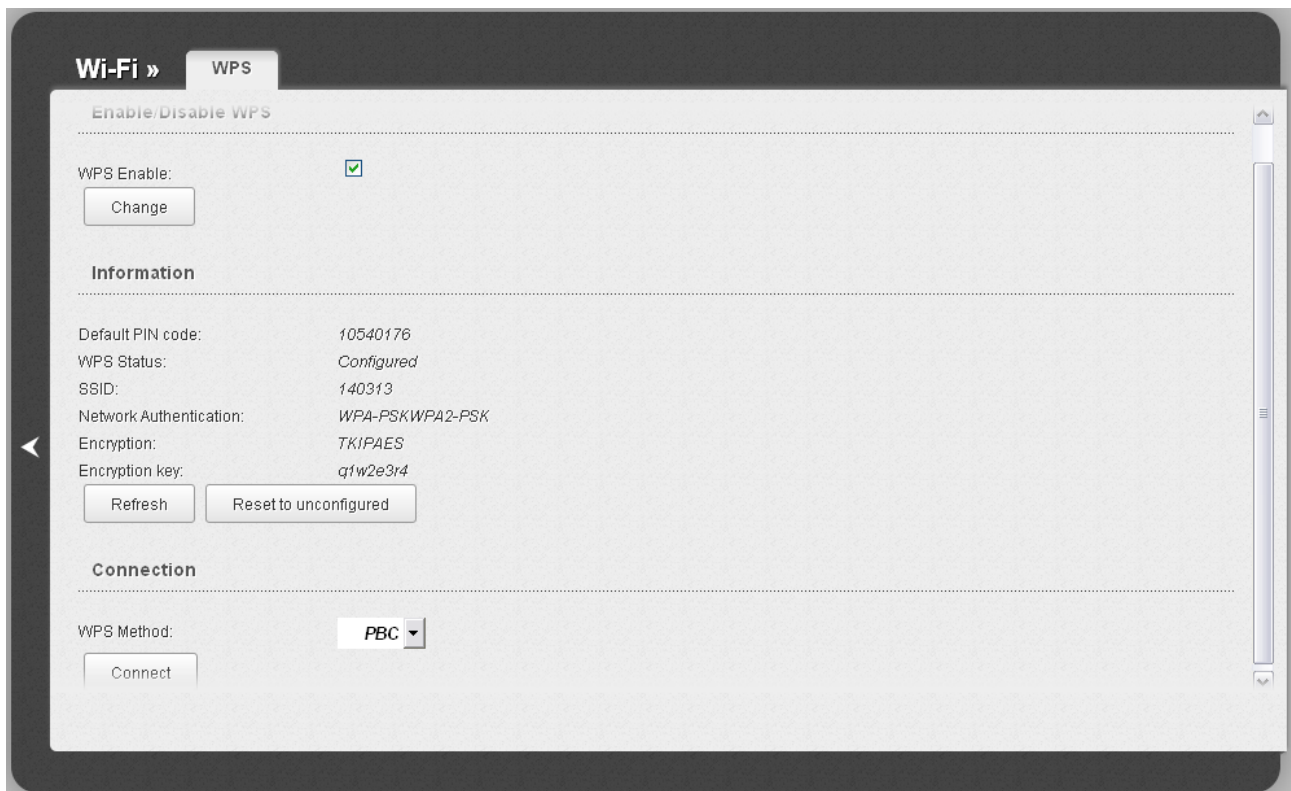 Wi-Fi » WPS
Enable/Disable WPS
WPS Enable:
Change
Information
Default PIN code: 10540176
WPS Status: Configured
SSID: 140313
Network Authentication: WPA-PSKWPA2-PSK
Encryption: TKIPAES
Encryption key: q1w2e3r4
Refresh Reset to unconfigured
Connection
WPS Method: PBC
Connect